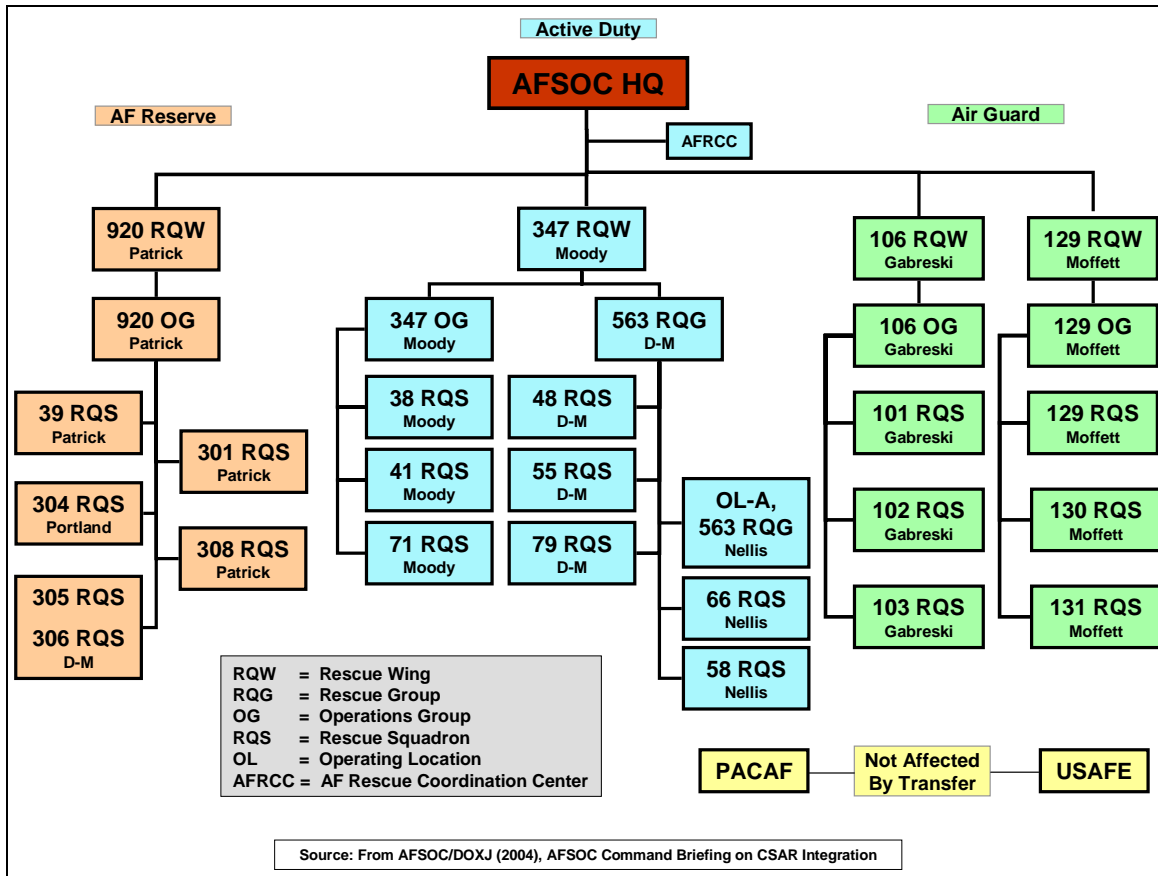 Active Duty
AFSOC HQ
AF Reserve
Air Guard
AFRCC
920 RQW
Patrick
347 RQW
Moody
106 RQW
Gabreski
129 RQW
Moffett
920 OG
Patrick
347 OG
Moody
563 RQG
D-M
106 OG
Gabreski
129 OG
Moffett
39 RQS
Patrick
301 RQS
Patrick
304 RQS
Portland
308 RQS
Patrick
305 RQS
306 RQS
D-M
38 RQS
Moody
41 RQS
Moody
71 RQS
Moody
48 RQS
D-M
55 RQS
D-M
79 RQS
D-M
OL-A,
563 RQG
Nellis
66 RQS
Nellis
58 RQS
Nellis
101 RQS
Gabreski
102 RQS
Gabreski
103 RQS
Gabreski
129 RQS
Moffett
130 RQS
Moffett
131 RQS
Moffett
RQW = Rescue Wing
RQG = Rescue Group
OG = Operations Group
RQS = Rescue Squadron
OL = Operating Location
AFRCC = AF Rescue Coordination Center
PACAF
Not Affected
By Transfer
USAFE
Source: From AFSOC/DOXJ (2004), AFSOC Command Briefing on CSAR Integration